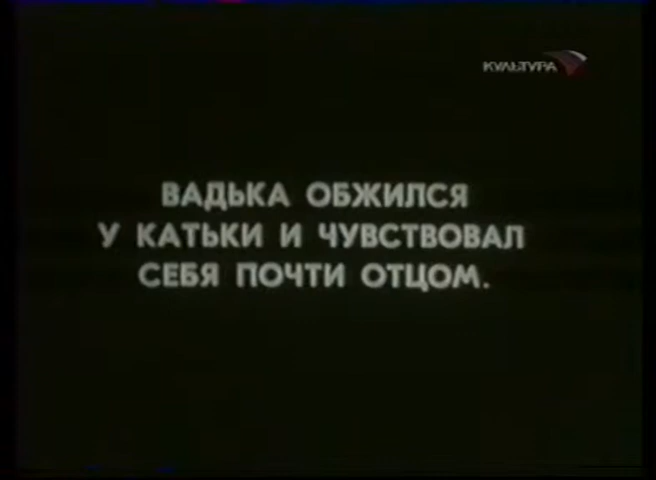 КУЛЬТУРА
ВАДЬКА ОБЖИЛСЯ
У КАТЬКИ И ЧУВСТВОВАЛ
СЕБЯ ПОЧТИ ОТЦОМ.